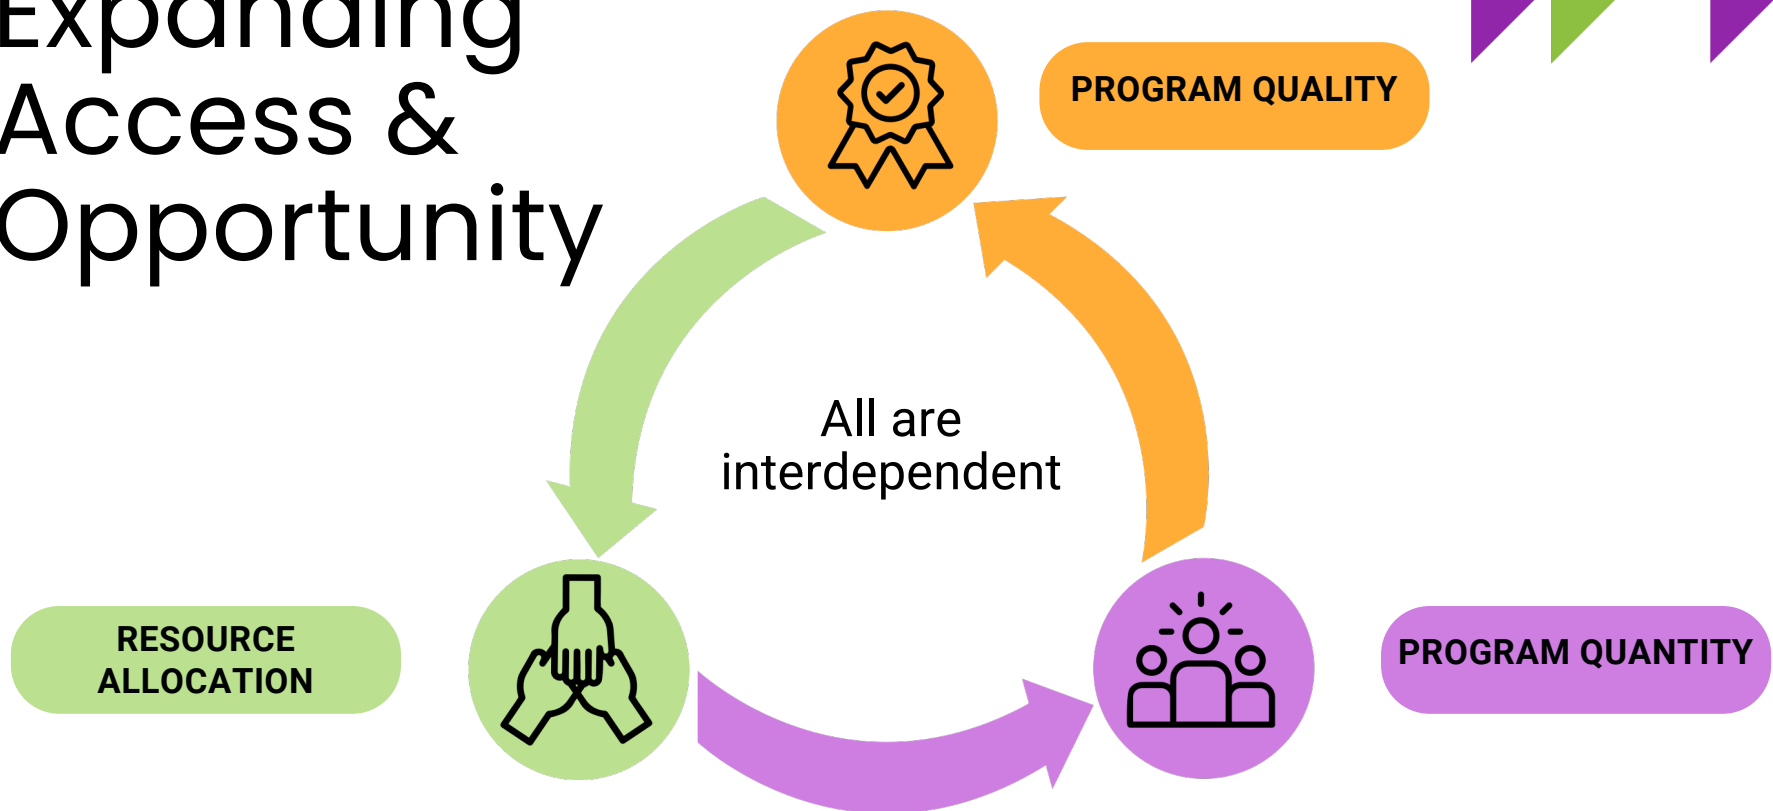 Expanding
Access &
Opportunity
PROGRAM QUALITY
All are
interdependent
RESOURCE
ALLOCATION
PROGRAM QUANTITY